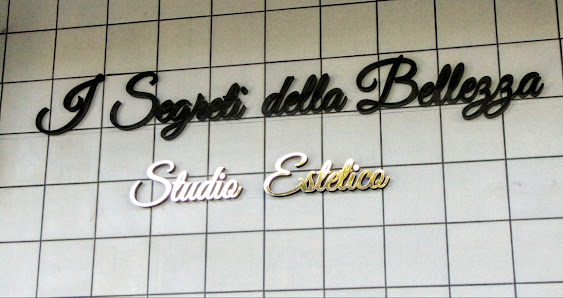 I Segreti della Bellezza
Studio Estetico